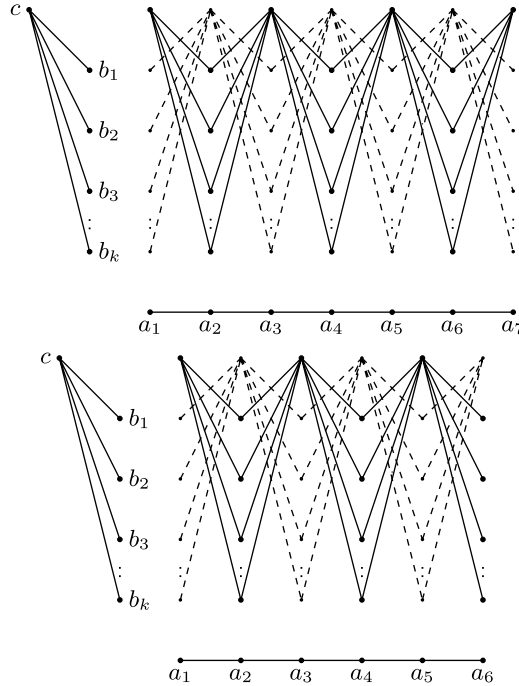 c
b₁
b₂
b₃
⋮
bₖ
a₁ a₂ a₃ a₄ a₅ a₆ a₇
c
b₁
b₂
b₃
⋮
bₖ
a₁ a₂ a₃ a₄ a₅ a₆